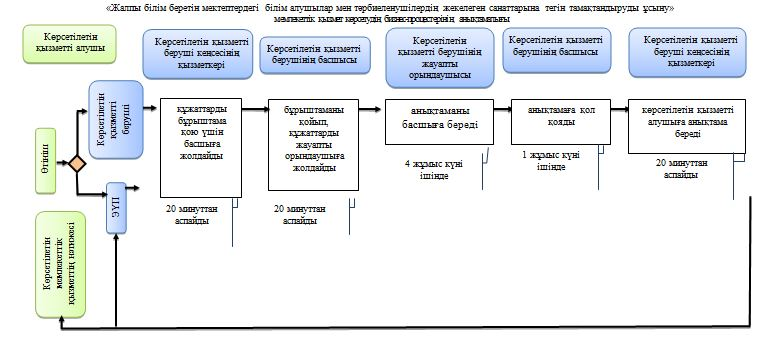 «Жалпы білім беретін мектептердегі білім алушылар мен тәрбиеленушілердің жекелеген санаттарына тегін тамақтандыруды ұсыну»
мемлекеттік қызмет көрсетудің бизнес-процестерінің анықтамалығы
Көрсетілетін
қызметті алушы
Көрсетілетін қызметті
беруші кеңсесінің
қызметкері
Көрсетілетін қызметті
берушінің басшысы
Көрсетілетін
қызметті берушінің
жауапты
орындаушысы
Көрсетілетін қызметті
берушінің басшысы
Көрсетілетін қызметті
беруші кеңсесінің
қызметкері
Өтініш
Көрсетілетін
қызметті
беруші
ЭҮП
құжаттарды
бұрыштама
қою үшін
басшыға
жолдайды
бұрыштаманы
қойып,
құжаттарды
жауапты
орындаушыға
жолдайды
анықтаманы
басшыға береді
анықтамаға қол
қояды
көрсетілетін қызметті
алушыға анықтама
береді
20 минуттан
аспайды
20 минуттан
аспайды
4 жұмыс күні
ішінде
1 жұмыс күні
ішінде
20 минуттан
аспайды
Көрсетілетін
мемлекеттік
қызметтің нәтижесі